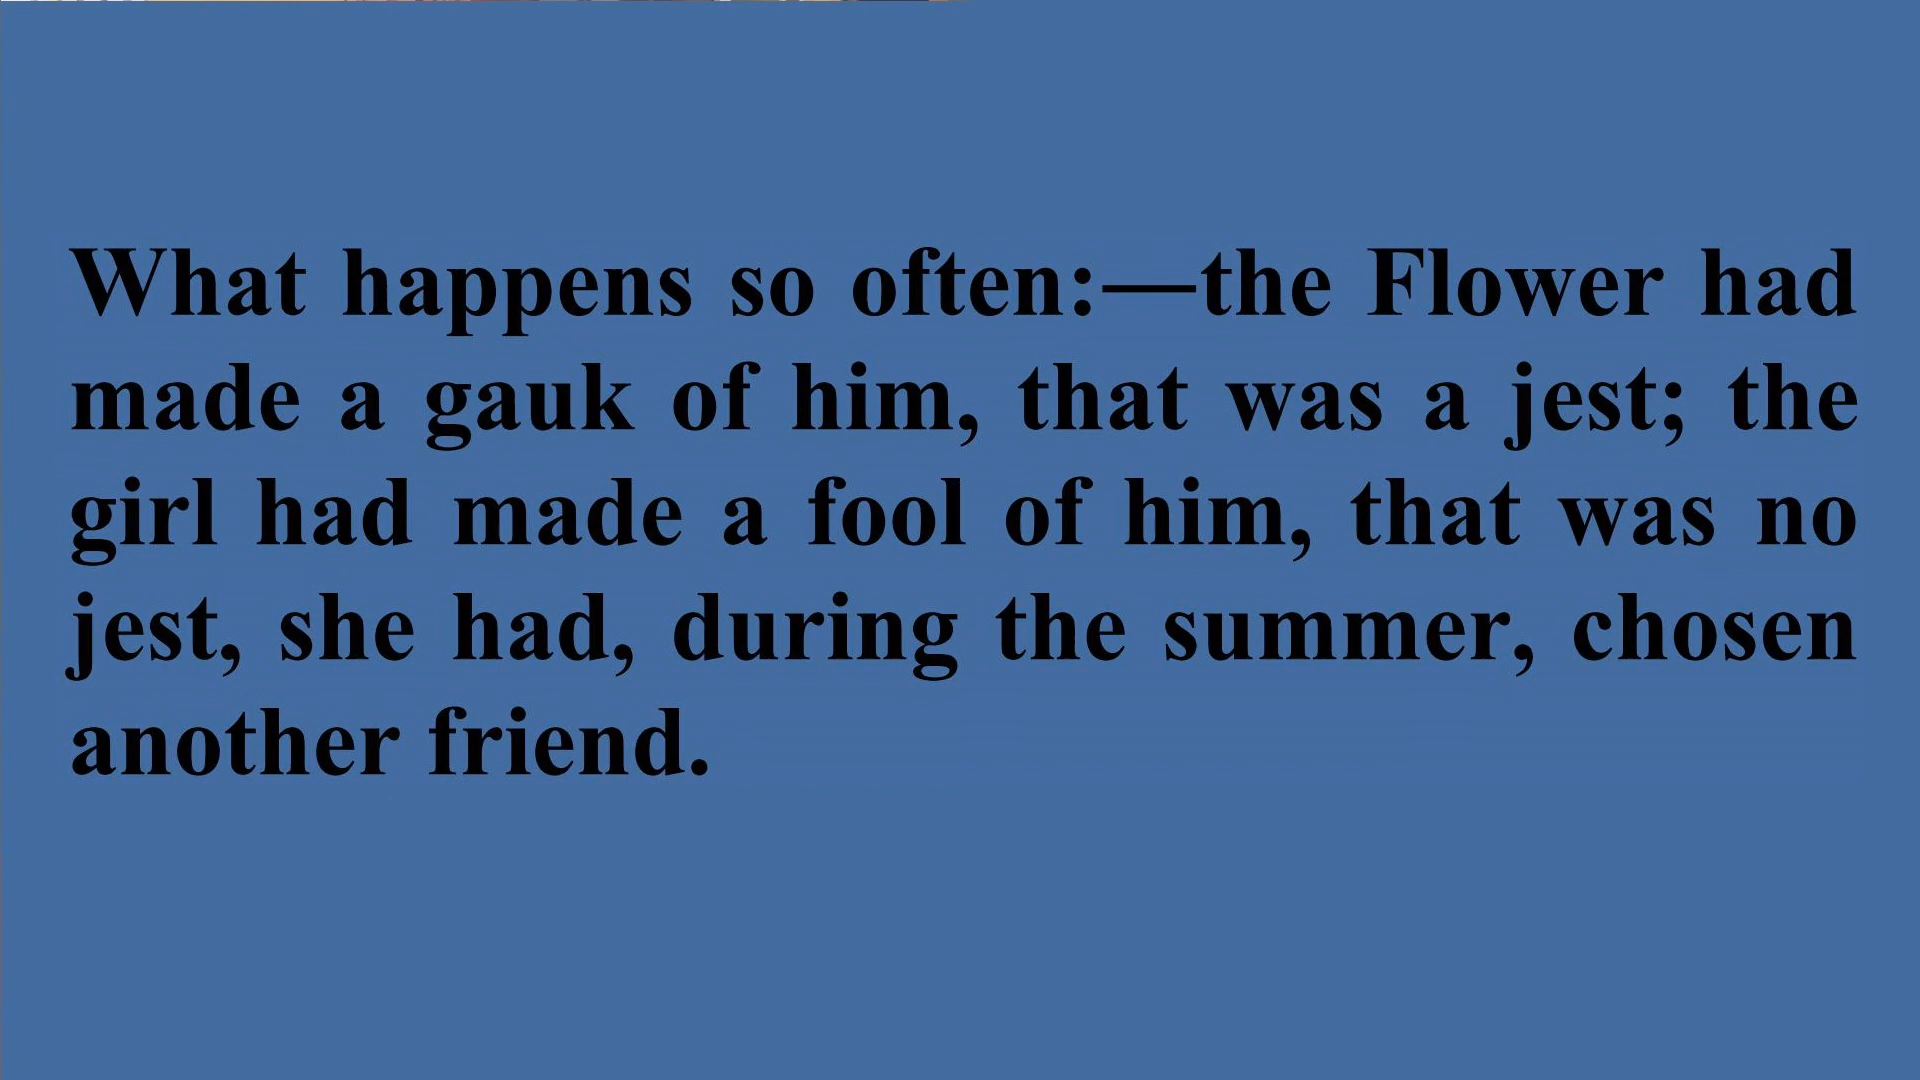 What happens so often:—the Flower had
made a gauk of him, that was a jest; the
girl had made a fool of him, that was no
jest, she had, during the summer, chosen
another friend.